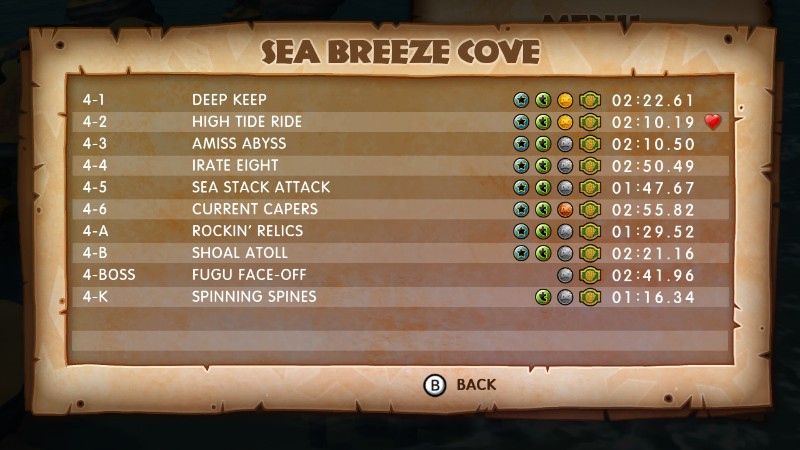 MENU
SEA BREEZE COVE
4-1 DEEP KEEP 02:22.61
4-2 HIGH TIDE RIDE 02:10.19
4-3 AMISS ABYSS 02:10.50
4-4 IRATE EIGHT 02:50.49
4-5 SEA STACK ATTACK 01:47.67
4-6 CURRENT CAPERS 02:55.82
4-A ROCKIN' RELICS 01:29.52
4-B SHOAL ATOLL 02:21.16
4-BOSS FUGU FACE-OFF 02:41.96
4-K SPINNING SPINES 01:16.34
B BACK